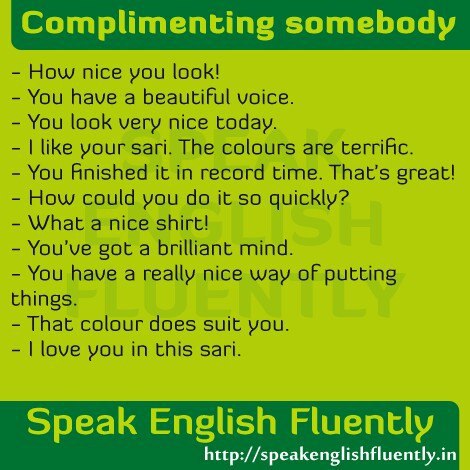 Complimenting somebody
- How nice you look!
- You have a beautiful voice.
- You look very nice today.
- I like your sari. The colours are terrific.
- You finished it in record time. That's great!
- How could you do it so quickly?
- What a nice shirt!
- You've got a brilliant mind.
- You have a really nice way of putting
things.
- That colour does suit you.
- I love you in this sari.
SPEAK
ENGLISH
FLUENTLY
Speak English Fluently
http://speakenglishfluently.in